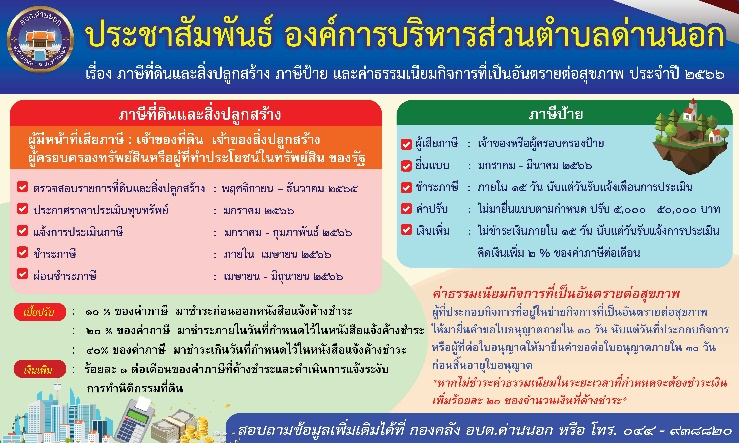 ประชาสัมพันธ์ องค์การบริหารส่วนตำบลด่านนอก
เรื่อง ภาษีที่ดินและสิ่งปลูกสร้าง ภาษีป้าย และค่าธรรมเนียมกิจการที่เป็นอันตรายต่อสุขภาพ ประจำปี ๒๕๖๖
ภาษีที่ดินและสิ่งปลูกสร้าง
ผู้มีหน้าที่เสียภาษี : เจ้าของที่ดิน เจ้าของสิ่งปลูกสร้าง
ผู้ครอบครองทรัพย์สินหรือผู้ที่ทำประโยชน์ในทรัพย์สิน ของรัฐ
ตรวจสอบรายการที่ดินและสิ่งปลูกสร้าง : พฤศจิกายน - ธันวาคม ๒๕๖๕
ประกาศราคาประเมินทุนทรัพย์ : มกราคม ๒๕๖๖
แจ้งการประเมินภาษี : มกราคม - กุมภาพันธ์ ๒๕๖๖
ชำระภาษี : ภายใน เมษายน ๒๕๖๖
ผ่อนชำระภาษี : เมษายน - มิถุนายน ๒๕๖๖
เบี้ยปรับ : ๑๐ % ของค่าภาษี มาชำระก่อนออกหนังสือแจ้งค้างชำระ
: ๒๐ % ของค่าภาษี มาชำระภายในวันที่กำหนดไว้ในหนังสือแจ้งค้างชำระ
: ๔๐% ของค่าภาษี มาชำระเกินวันที่กำหนดไว้ในหนังสือแจ้งค้างชำระ
เงินเพิ่ม : ร้อยละ ๑ ต่อเดือนของค่าภาษีที่ค้างชำระและดำเนินการแจ้งระงับ
การทำนิติกรรมที่ดิน
ภาษีป้าย
ผู้เสียภาษี : เจ้าของหรือผู้ครอบครองป้าย
ยื่นแบบ : มกราคม - มีนาคม ๒๕๖๖
ชำระภาษี : ภายใน ๑๕ วัน นับแต่วันรับแจ้งเตือนการประเมิน
ค่าปรับ : ไม่มายื่นแบบตามกำหนด ปรับ ๕,๐๐๐ ๕๐,๐๐๐ บาท
เงินเพิ่ม : ไม่ชำระเงินภายใน ๑๕ วัน นับแต่วันรับแจ้งการประเมิน
คิดเงินเพิ่ม ๒ % ของค่าภาษีต่อเดือน
ค่าธรรมเนียมกิจการที่เป็นอันตรายต่อสุขภาพ
ผู้ที่ประกอบกิจการที่อยู่ในข่ายกิจการที่เป็นอันตรายต่อสุขภาพ
ให้มายื่นคำขอใบอนุญาตภายใน ๓๐ วัน นับแต่วันที่ประกอบกิจการ
หรือผู้ที่ต่อใบอนุญาตให้มายื่นคำขอต่อใบอนุญาตภายใน ๓๐ วัน
ก่อนสิ้นอายุใบอนุญาต
*หากไม่ชำระค่าธรรมเนียมในระยะเวลาที่กำหนดจะต้องชำระเงิน
เพิ่มร้อยละ ๒๐ ของจำนวนเงินที่ค้างชำระ*
สอบถามข้อมูลเพิ่มเติมได้ที่ กองคลัง อบต.ด่านนอก หรือ โทร. ๐๔๔ - ๙๓๘๘๒๐